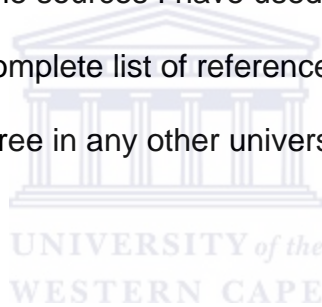 sources I have used
omplete list of reference
ree in any other univers
UNIVERSITY of the
WESTERN CAPE